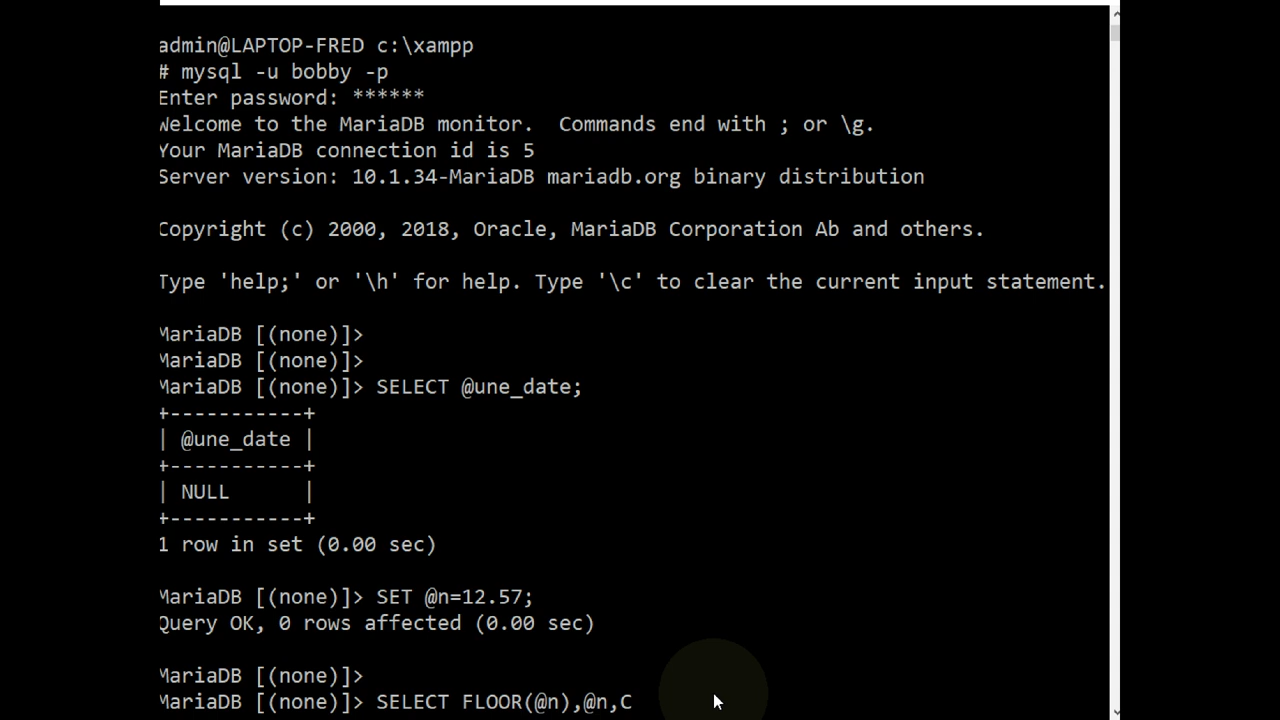 admin@LAPTOP-FRED c:\xampp
# mysql -u bobby -p
Enter password: ******
Welcome to the MariaDB monitor.  Commands end with ; or \g.
Your MariaDB connection id is 5
Server version: 10.1.34-MariaDB mariadb.org binary distribution
Copyright (c) 2000, 2018, Oracle, MariaDB Corporation Ab and others.
Type 'help;' or '\h' for help. Type '\c' to clear the current input statement.
MariaDB [(none)]>
MariaDB [(none)]>
MariaDB [(none)]> SELECT @une_date;
+-----------+
| @une_date |
+-----------+
| NULL      |
+-----------+
1 row in set (0.00 sec)
MariaDB [(none)]> SET @n=12.57;
Query OK, 0 rows affected (0.00 sec)
MariaDB [(none)]>
MariaDB [(none)]> SELECT FLOOR(@n),@n,C